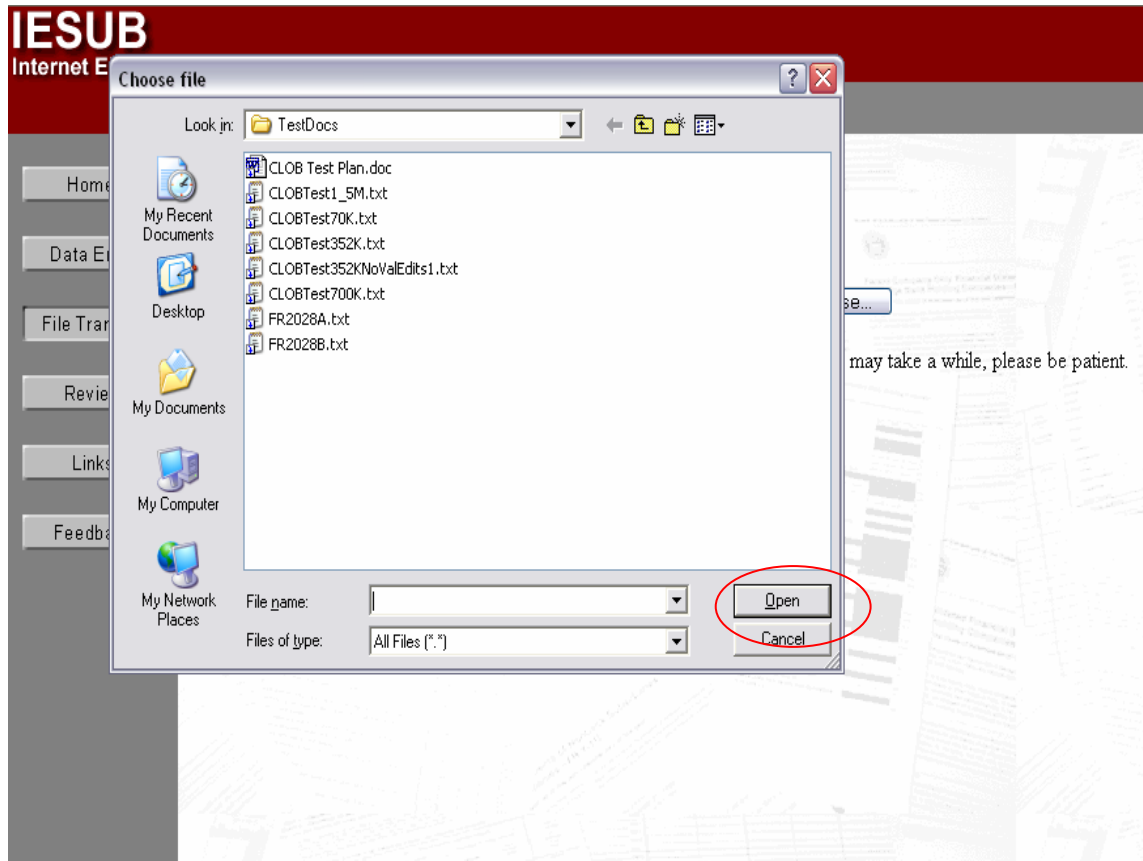 IESUB
Internet E
Choose file
Look in:
TestDocs
CLOB Test Plan.doc
CLOBTest1_5M.txt
CLOBTest70K.txt
CLOBTest352K.txt
CLOBTest352KNoValEdits1.txt
CLOBTest700K.txt
FR2028A.txt
FR2028B.txt
My Recent
Documents
Desktop
My Documents
My Computer
My Network
Places
File name:
Open
Files of type:
All Files (*.*)
Cancel
Home
Data En
File Tran
Revie
Links
Feedba
se...
may take a while, please be patient.